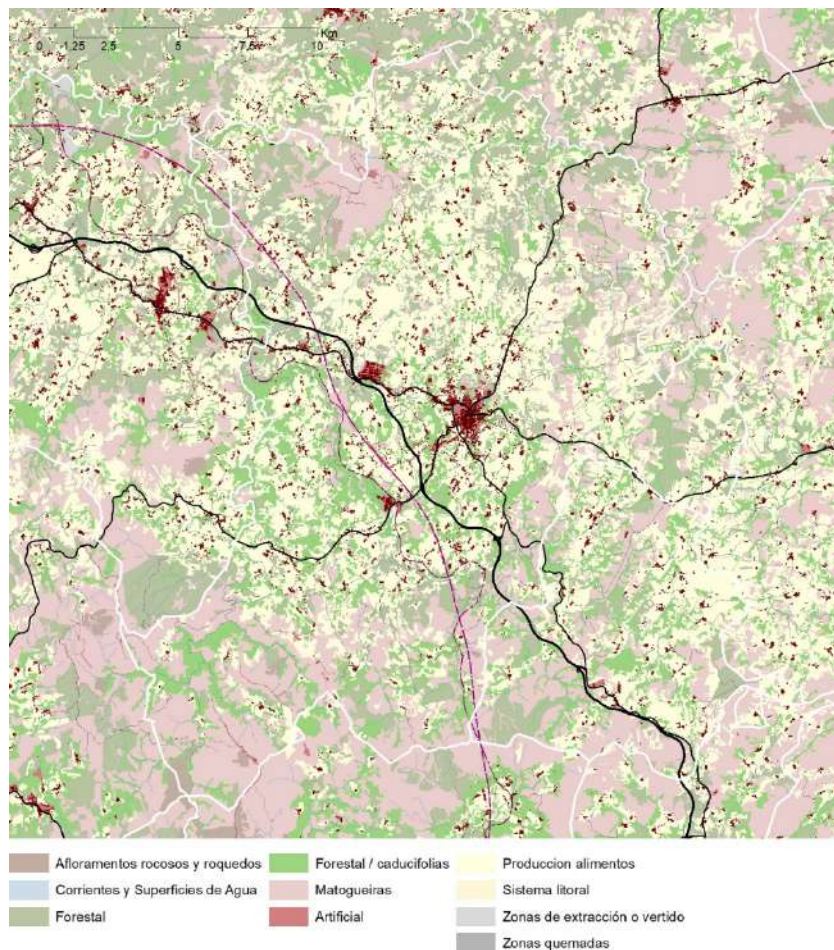 Km
0 1.25 2.5 5 7.5 10
Afloramentos rocosos y roquedos
Corrientes y Superficies de Agua
Forestal
Forestal / caducifolias
Matogueiras
Artificial
Produccion alimentos
Sistema litoral
Zonas de extracción o vertido
Zonas quemadas